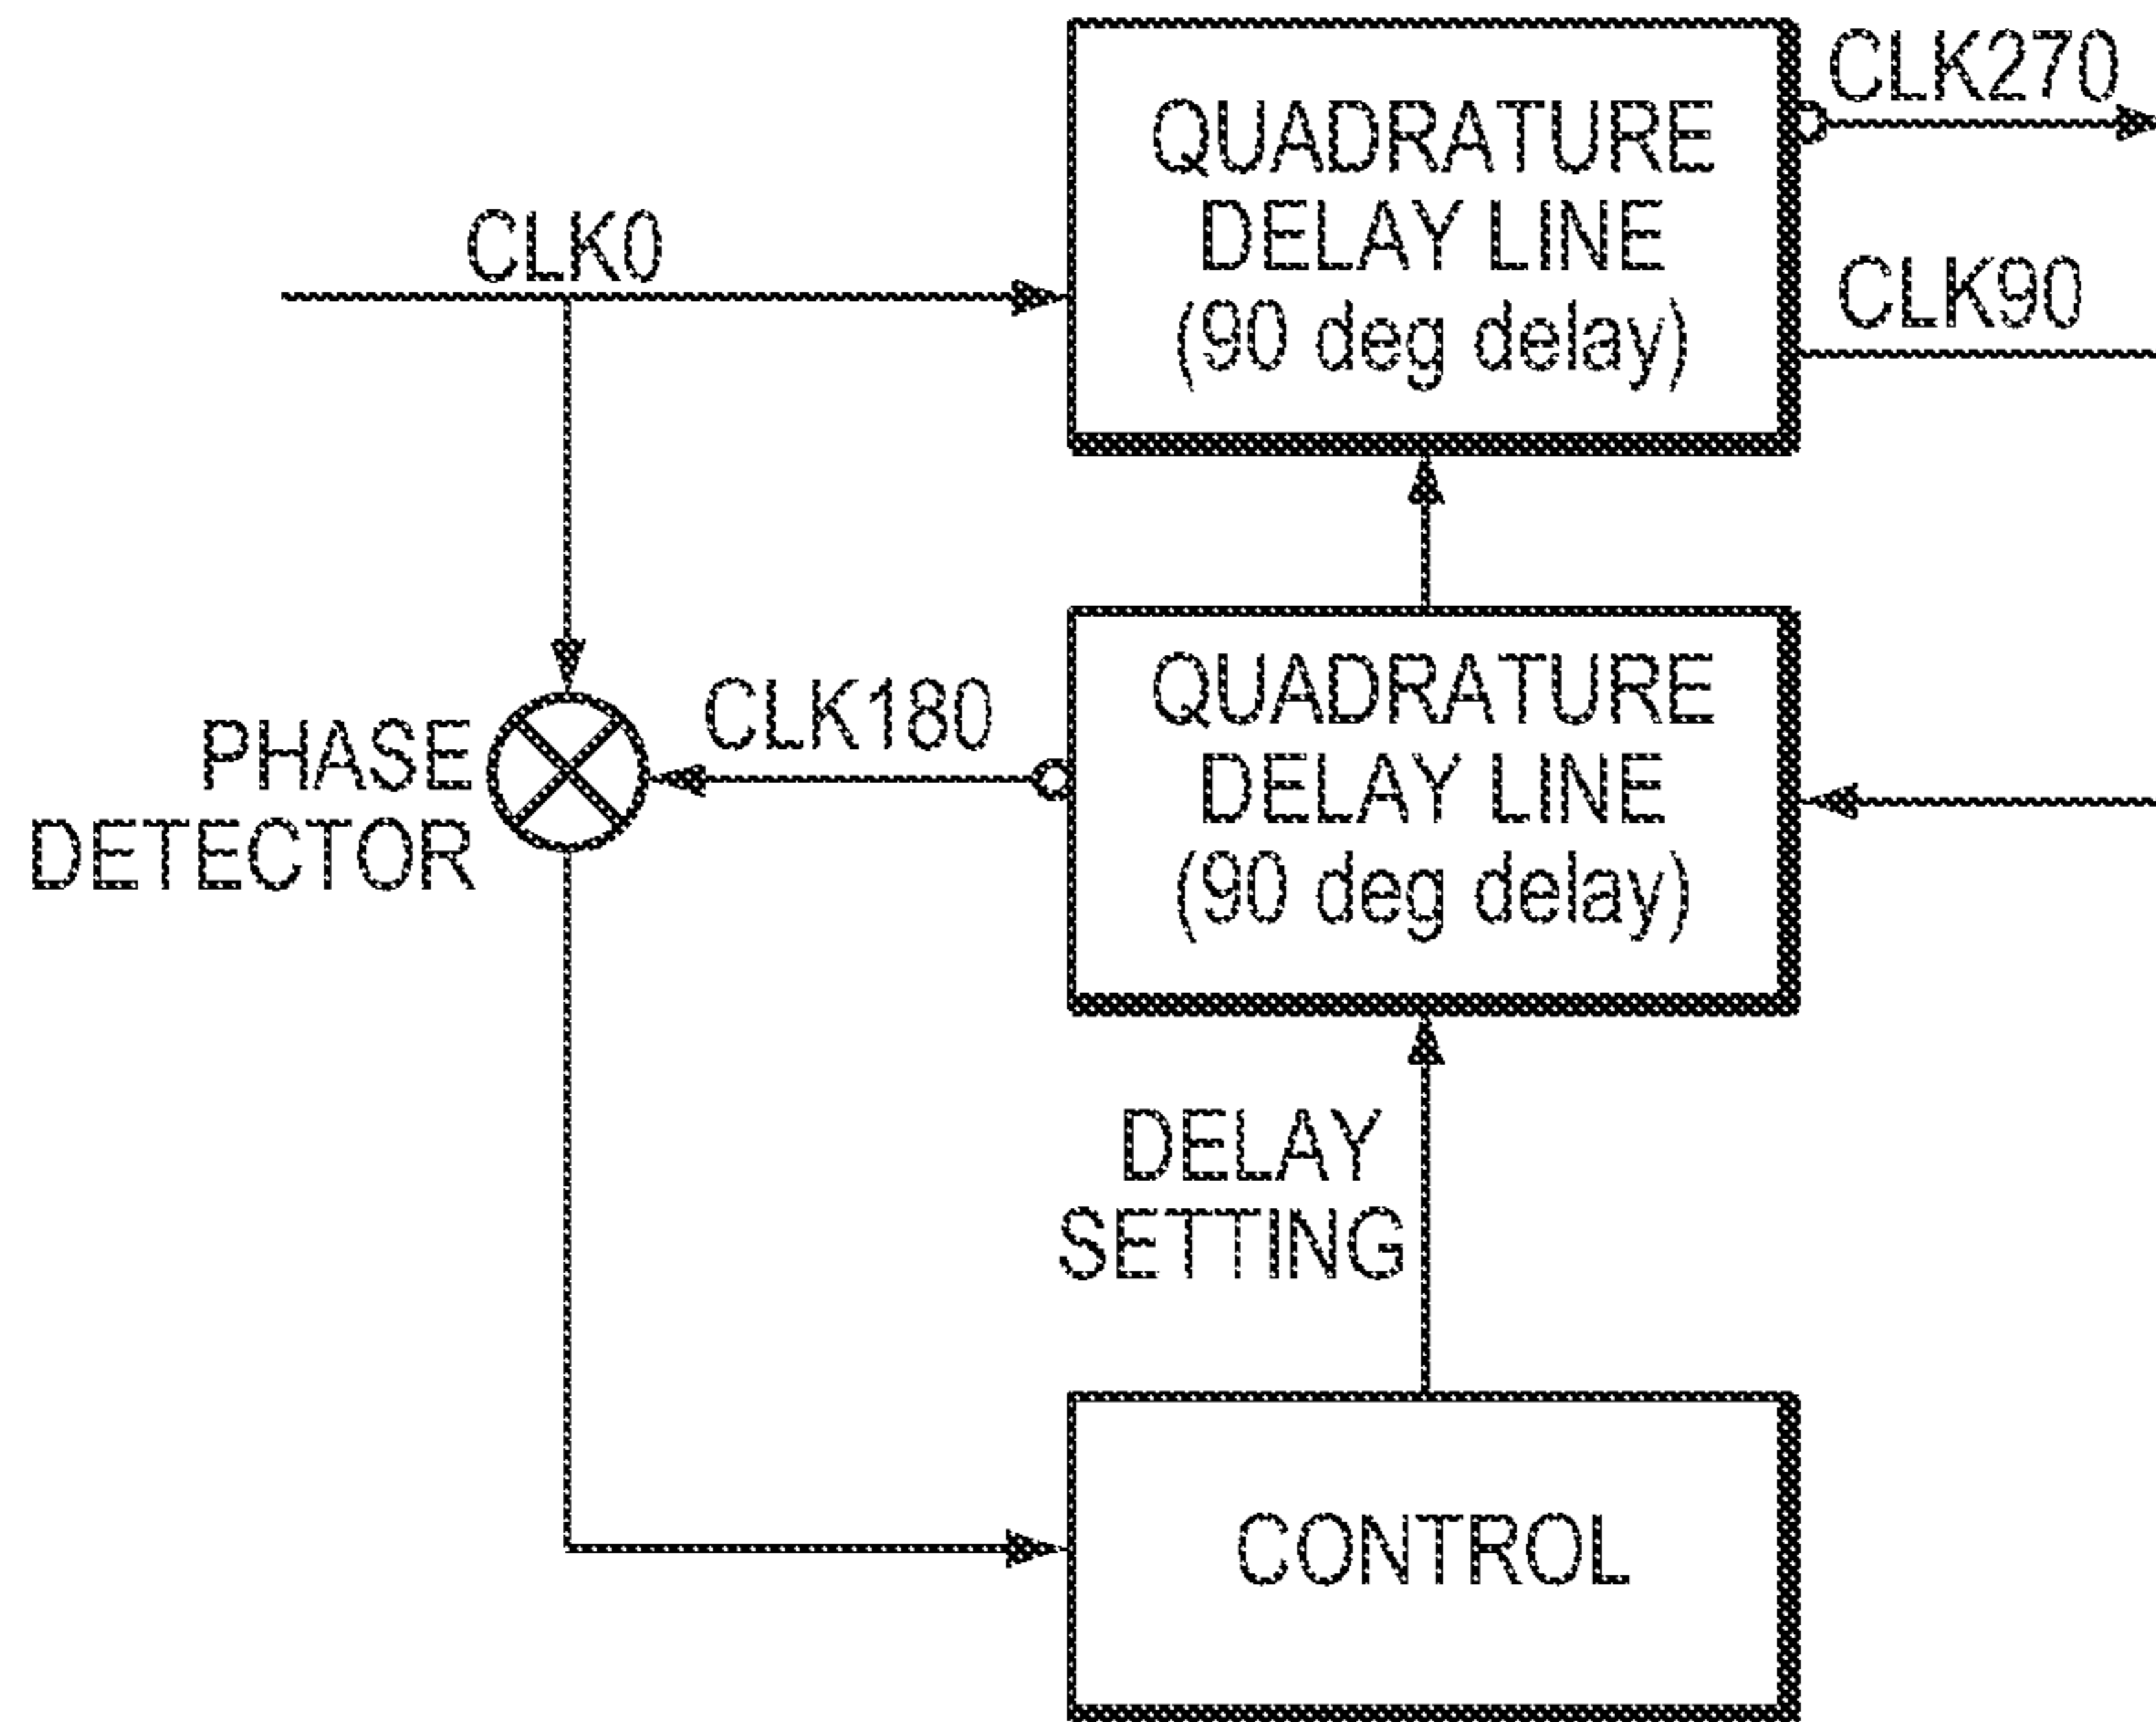 CLK270
QUADRATURE
DELAY LINE
(90 deg delay)
CLK0
CLK90
QUADRATURE
DELAY LINE
(90 deg delay)
CLK180
PHASE
DETECTOR
DELAY
SETTING
CONTROL